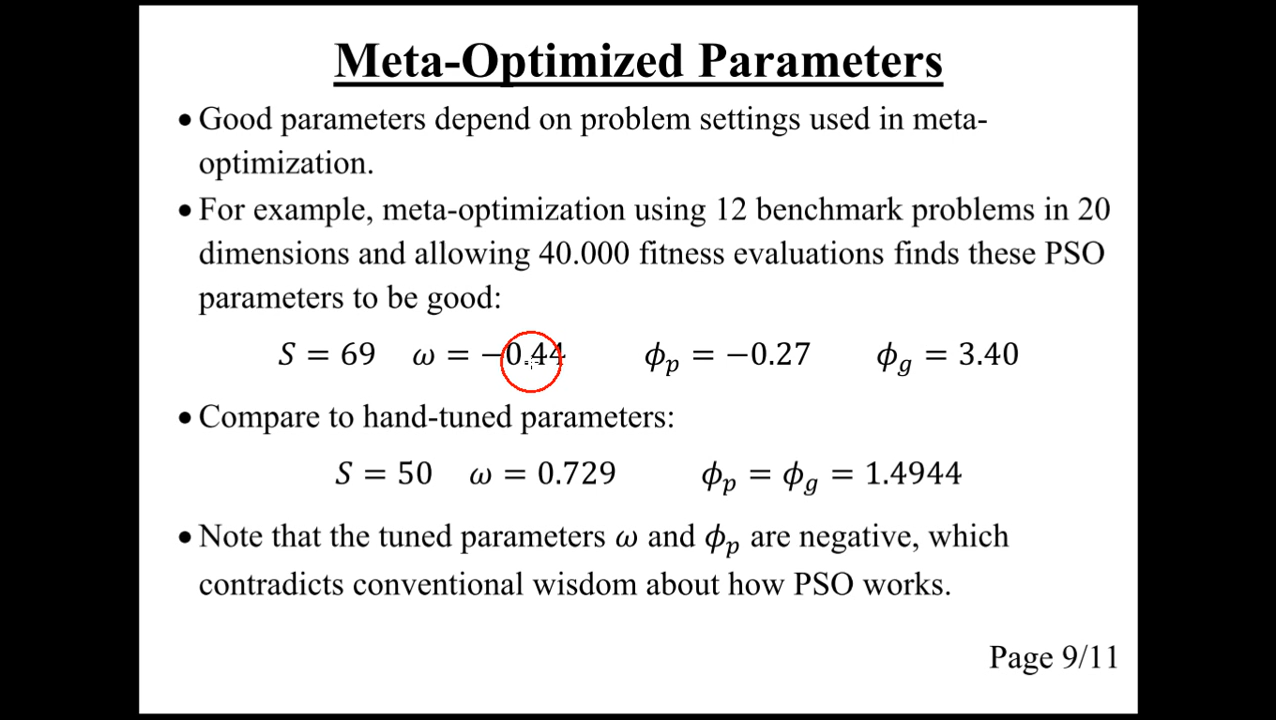 Meta-Optimized Parameters
• Good parameters depend on problem settings used in meta-
optimization.
• For example, meta-optimization using 12 benchmark problems in 20
dimensions and allowing 40.000 fitness evaluations finds these PSO
parameters to be good:
S = 69 ω = −0.44 ϕp = −0.27 ϕg = 3.40
• Compare to hand-tuned parameters:
S = 50 ω = 0.729 ϕp = ϕg = 1.4944
• Note that the tuned parameters ω and ϕp are negative, which
contradicts conventional wisdom about how PSO works.
Page 9/11